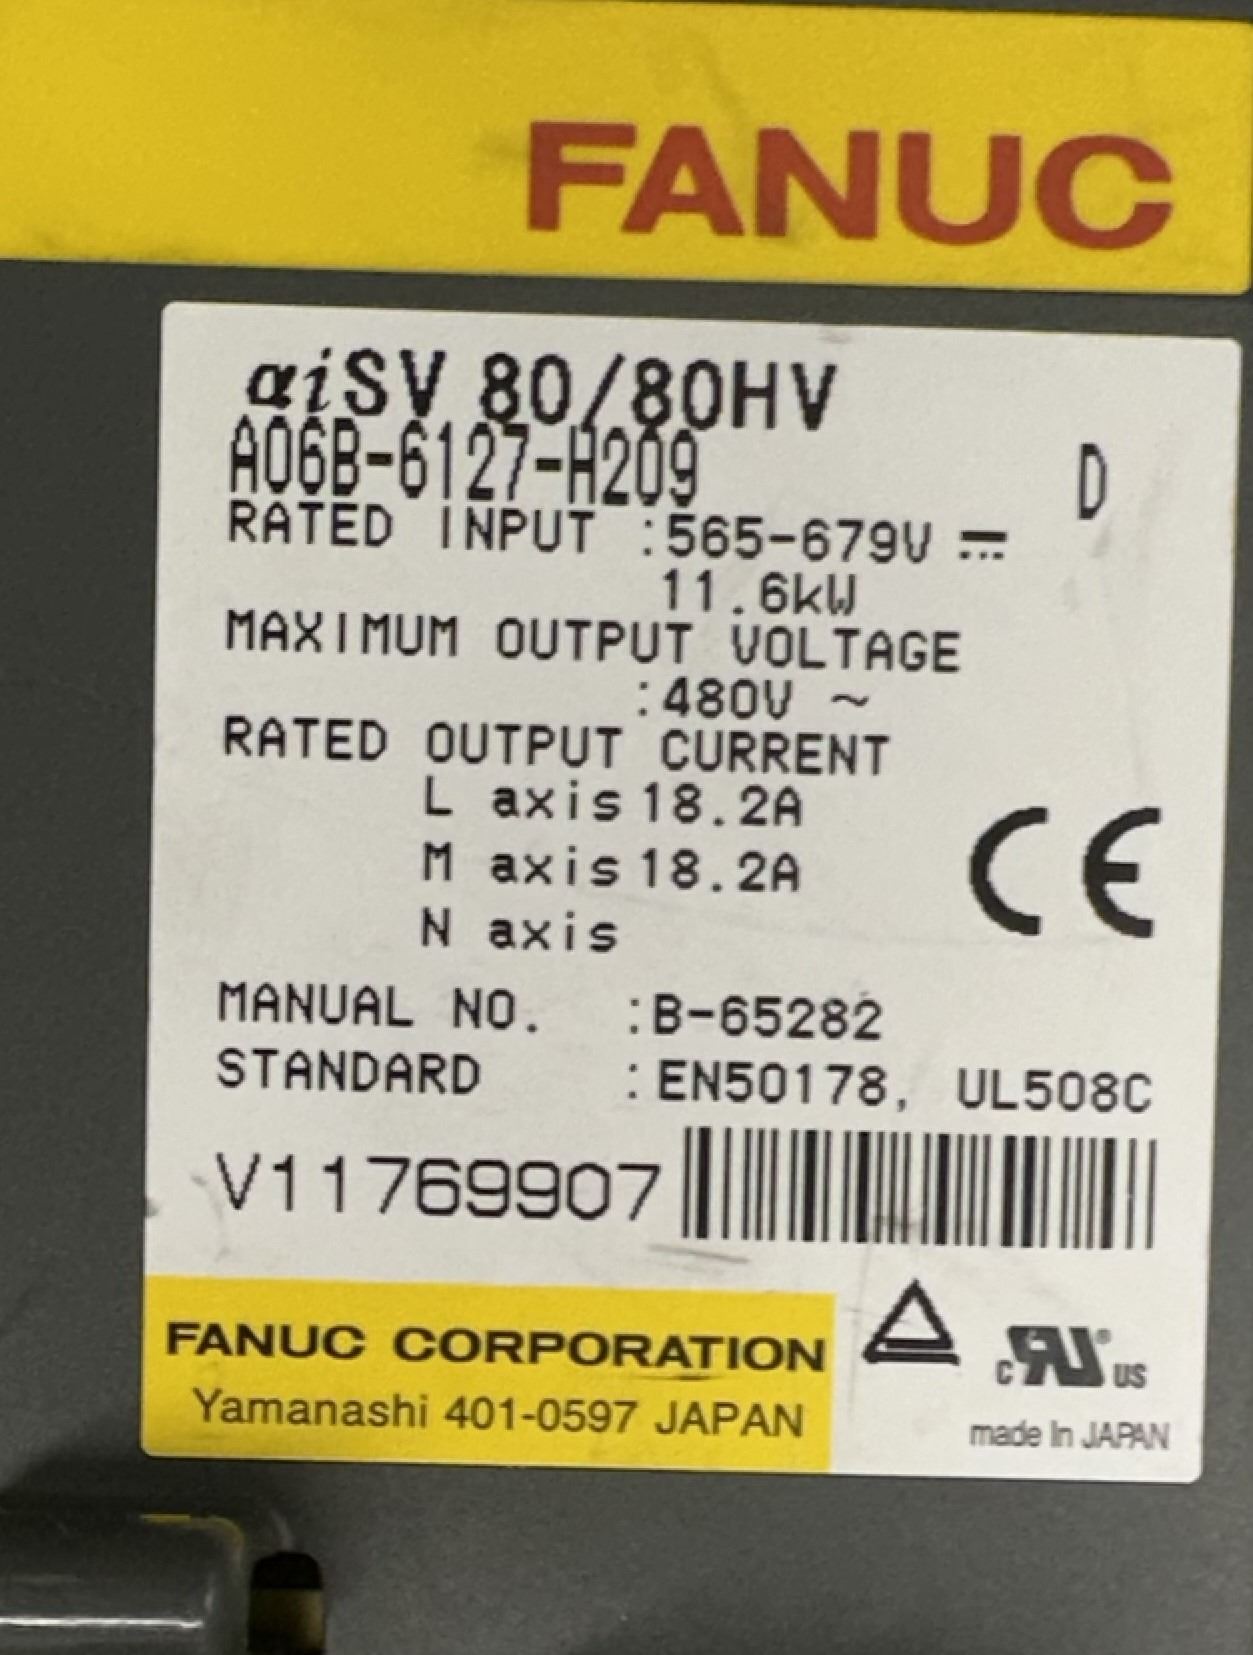 FANUC
αiSV 80/80HV
A06B-6127-H209 D
RATED INPUT :565-679V ⎓
11.6kW
MAXIMUM OUTPUT VOLTAGE
:480V ~
RATED OUTPUT CURRENT
L axis 18.2A
M axis 18.2A
N axis
CE
MANUAL NO. :B-65282
STANDARD :EN50178, UL508C
V11769907
FANUC CORPORATION
Yamanashi 401-0597 JAPAN
c RU® US
made in JAPAN